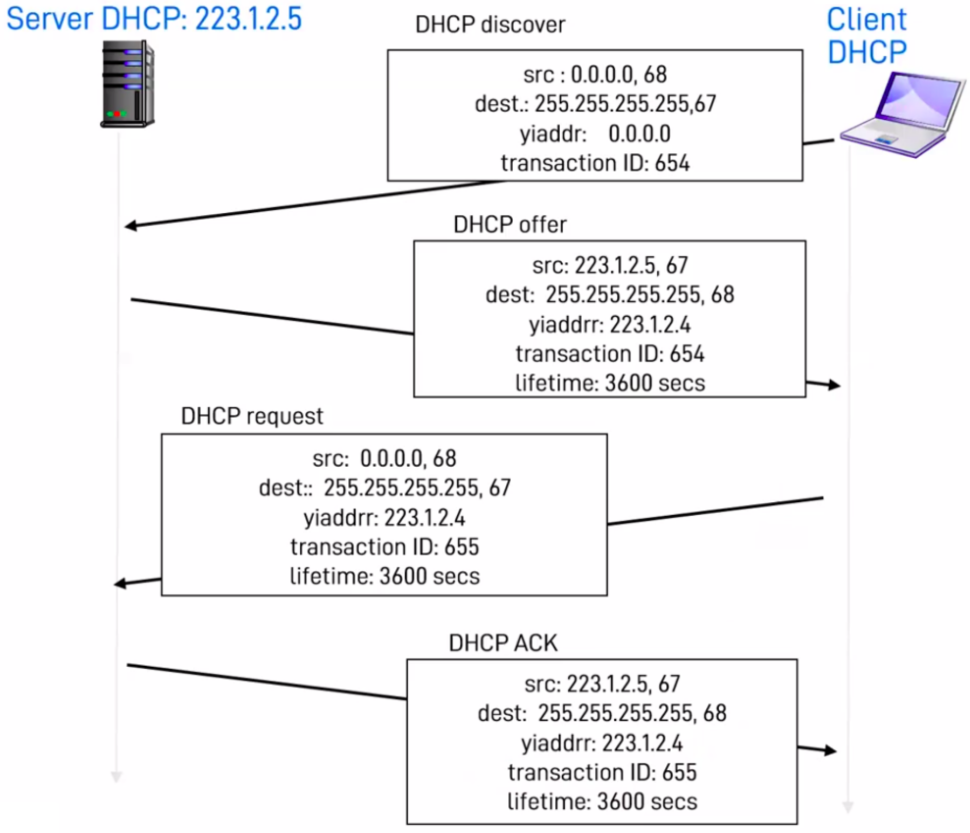 Server DHCP: 223.1.2.5
Client
DHCP
DHCP discover
src : 0.0.0.0, 68
dest.: 255.255.255.255,67
yiaddr: 0.0.0.0
transaction ID: 654
DHCP offer
src: 223.1.2.5, 67
dest: 255.255.255.255, 68
yiaddrr: 223.1.2.4
transaction ID: 654
lifetime: 3600 secs
DHCP request
src: 0.0.0.0, 68
dest:: 255.255.255.255, 67
yiaddrr: 223.1.2.4
transaction ID: 655
lifetime: 3600 secs
DHCP ACK
src: 223.1.2.5, 67
dest: 255.255.255.255, 68
yiaddrr: 223.1.2.4
transaction ID: 655
lifetime: 3600 secs